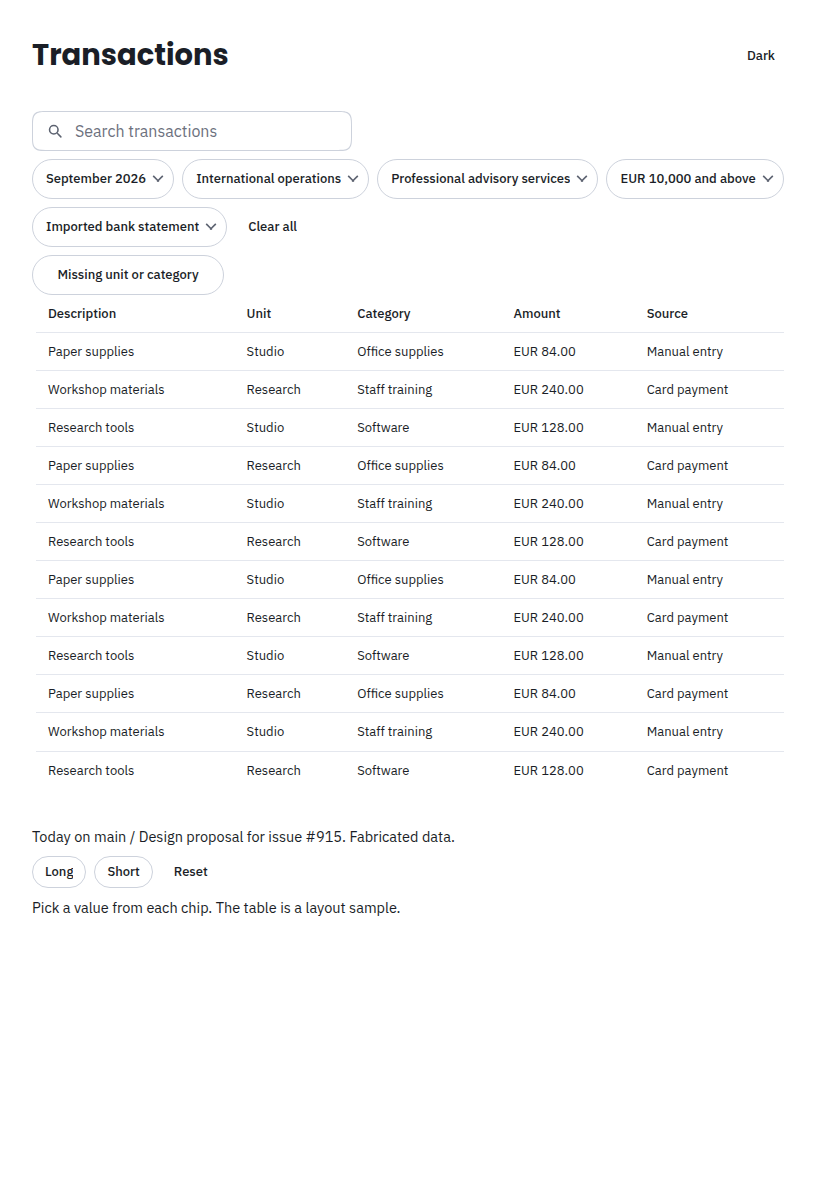 Transactions
Dark
Search transactions
September 2026 International operations Professional advisory services EUR 10,000 and above
Imported bank statement Clear all
Missing unit or category
Description Unit Category Amount Source
Paper supplies Studio Office supplies EUR 84.00 Manual entry
Workshop materials Research Staff training EUR 240.00 Card payment
Research tools Studio Software EUR 128.00 Manual entry
Paper supplies Research Office supplies EUR 84.00 Card payment
Workshop materials Studio Staff training EUR 240.00 Manual entry
Research tools Research Software EUR 128.00 Card payment
Paper supplies Studio Office supplies EUR 84.00 Manual entry
Workshop materials Research Staff training EUR 240.00 Card payment
Research tools Studio Software EUR 128.00 Manual entry
Paper supplies Research Office supplies EUR 84.00 Card payment
Workshop materials Studio Staff training EUR 240.00 Manual entry
Research tools Research Software EUR 128.00 Card payment
Today on main / Design proposal for issue #915. Fabricated data.
Long Short Reset
Pick a value from each chip. The table is a layout sample.